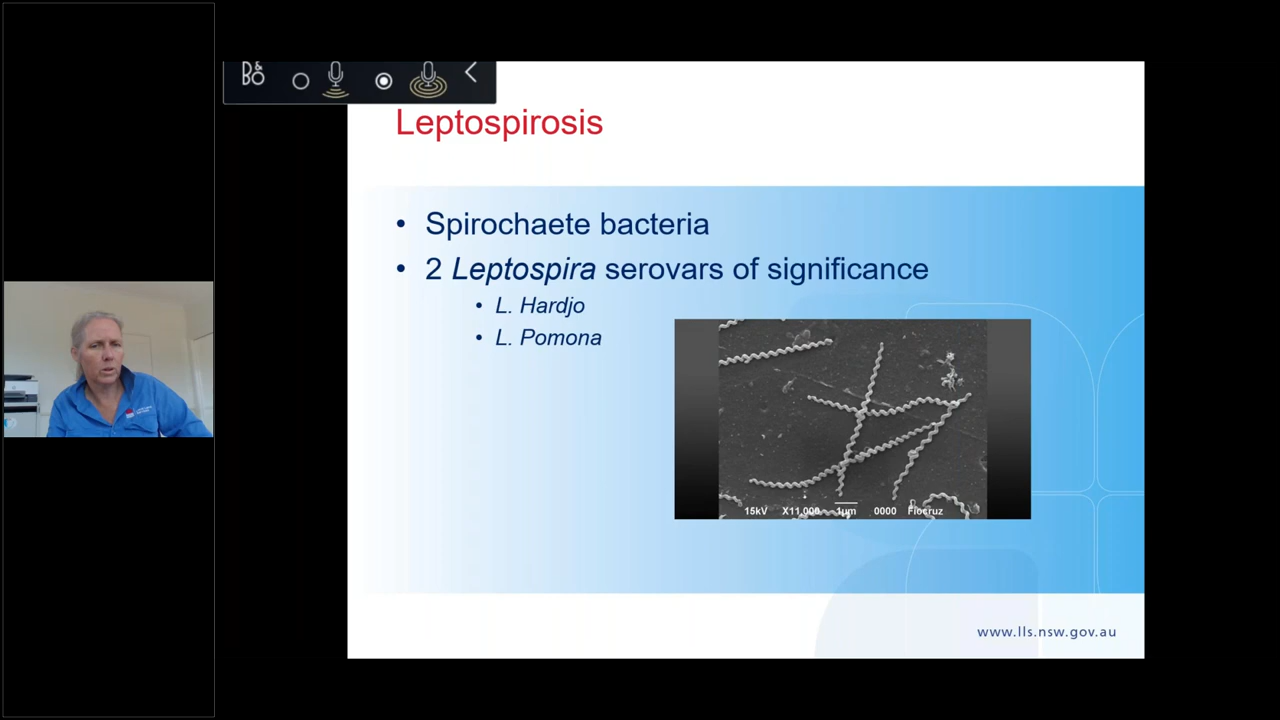 B&O
Leptospirosis
• Spirochaete bacteria
• 2 Leptospira serovars of significance
• L. Hardjo
• L. Pomona
15kV X11,000 1µm 0000 Fiocruz
www.lls.nsw.gov.au